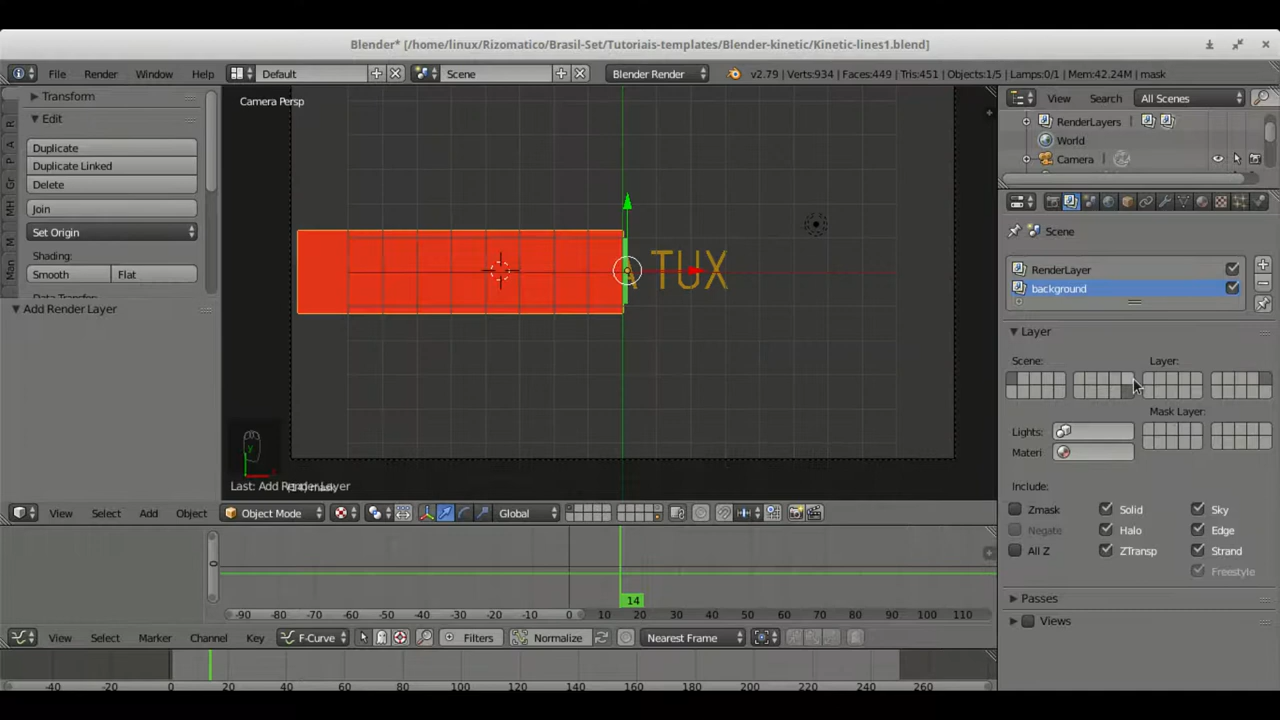 Blender* [/home/linux/Rizomatico/Brasil-Set/Tutoriais-templates/Blender-kinetic/Kinetic-lines1.blend]
File Render Window Help Default Scene Blender Render v2.79 | Verts:934 | Faces:449 | Tris:451 | Objects:1/5 | Lamps:0/1 | Mem:42.24M | mask
Transform
Edit
Duplicate
Duplicate Linked
Delete
Join
Set Origin
Smooth Flat
Add Render Layer
R
A
P
Gr
MH
M
Man
Camera Persp
A TUX
y
Last: Add Render Layer
View Select Add Object Object Mode Global
14
-90 -80 -70 -60 -50 -40 -30 -20 -10 0 10 20 30 40 50 60 70 80 90 100 110
View Select Marker Channel Key F-Curve Filters Normalize Nearest Frame
-40 -20 0 20 40 60 80 100 120 140 160 180 200 220 240 260
View Search All Scenes
RenderLayers
World
Camera
Scene
RenderLayer
background
Layer
Scene: Layer:
Mask Layer:
Lights:
Materi
Include:
Zmask Solid Sky
Negate Halo Edge
All Z ZTransp Strand
Freestyle
Passes
Views